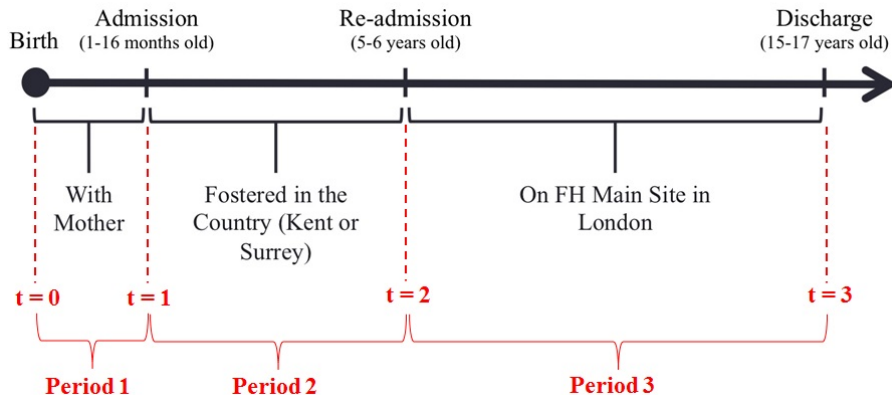 Birth
Admission
(1-16 months old)
Re-admission
(5-6 years old)
Discharge
(15-17 years old)
With
Mother
Fostered in the
Country (Kent or
Surrey)
On FH Main Site in
London
t = 0
t = 1
t = 2
t = 3
Period 1
Period 2
Period 3